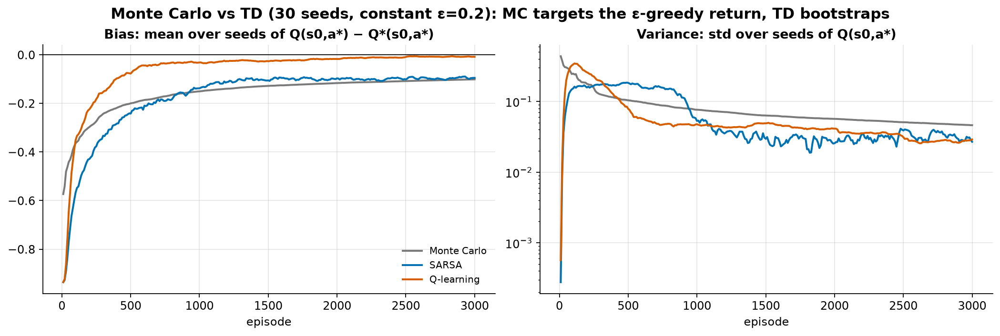 Monte Carlo vs TD (30 seeds, constant ε=0.2): MC targets the ε-greedy return, TD bootstraps
Bias: mean over seeds of Q(s0,a*) − Q*(s0,a*)
0.0
−0.2
−0.4
−0.6
−0.8
Monte Carlo
SARSA
Q-learning
0
500
1000
1500
2000
2500
3000
episode
Variance: std over seeds of Q(s0,a*)
10⁻¹
10⁻²
10⁻³
0
500
1000
1500
2000
2500
3000
episode